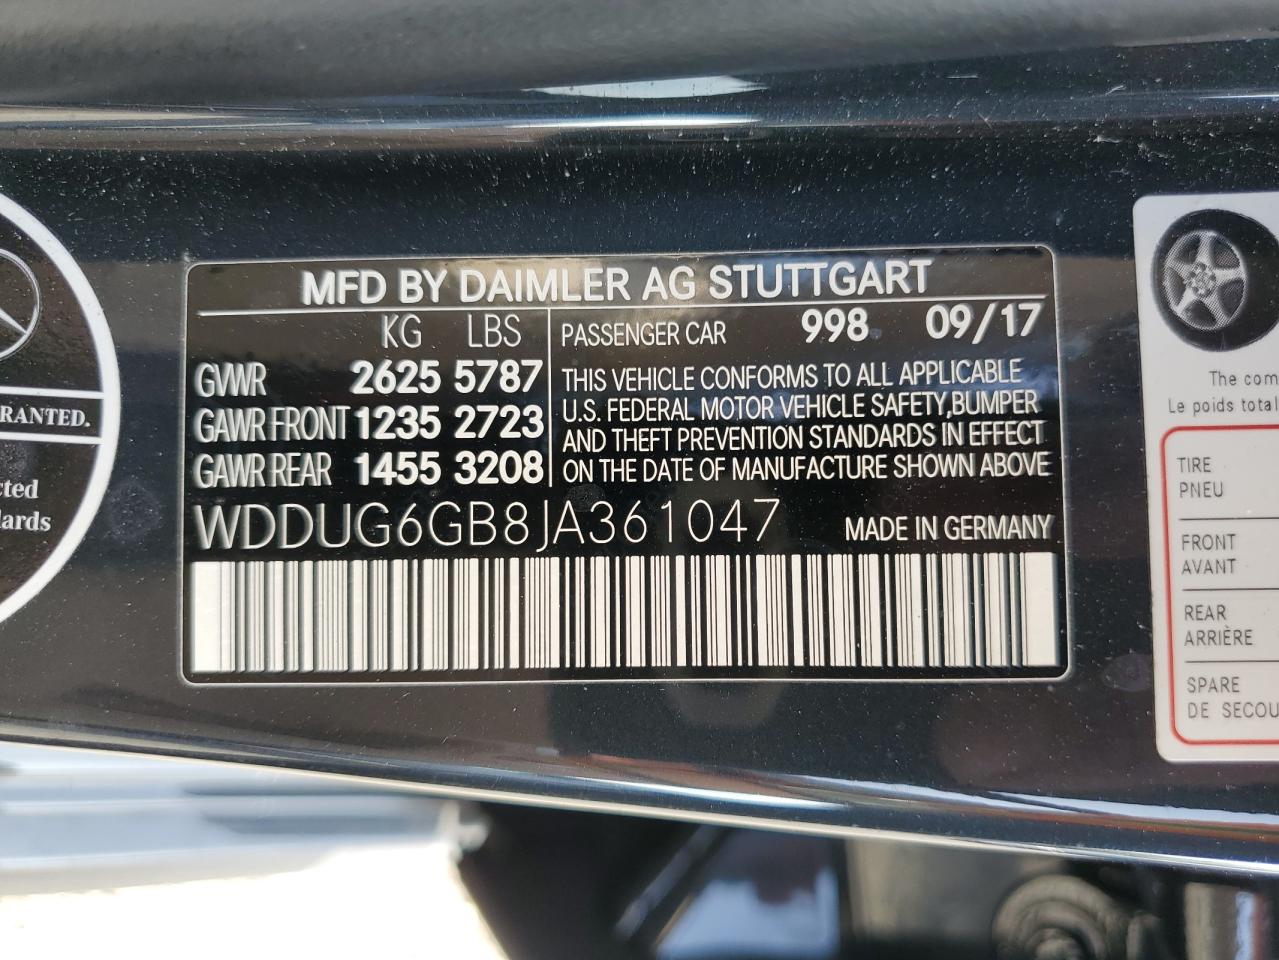 MFD BY DAIMLER AG STUTTGART
KG LBS
GVWR 2625 5787
GAWR FRONT 1235 2723
GAWR REAR 1455 3208
PASSENGER CAR 998 09/17
THIS VEHICLE CONFORMS TO ALL APPLICABLE
U.S. FEDERAL MOTOR VEHICLE SAFETY,BUMPER
AND THEFT PREVENTION STANDARDS IN EFFECT
ON THE DATE OF MANUFACTURE SHOWN ABOVE
WDDUG6GB8JA361047 MADE IN GERMANY
RANTED.
cted
dards
The com
Le poids total
TIRE
PNEU
FRONT
AVANT
REAR
ARRIÈRE
SPARE
DE SECOU